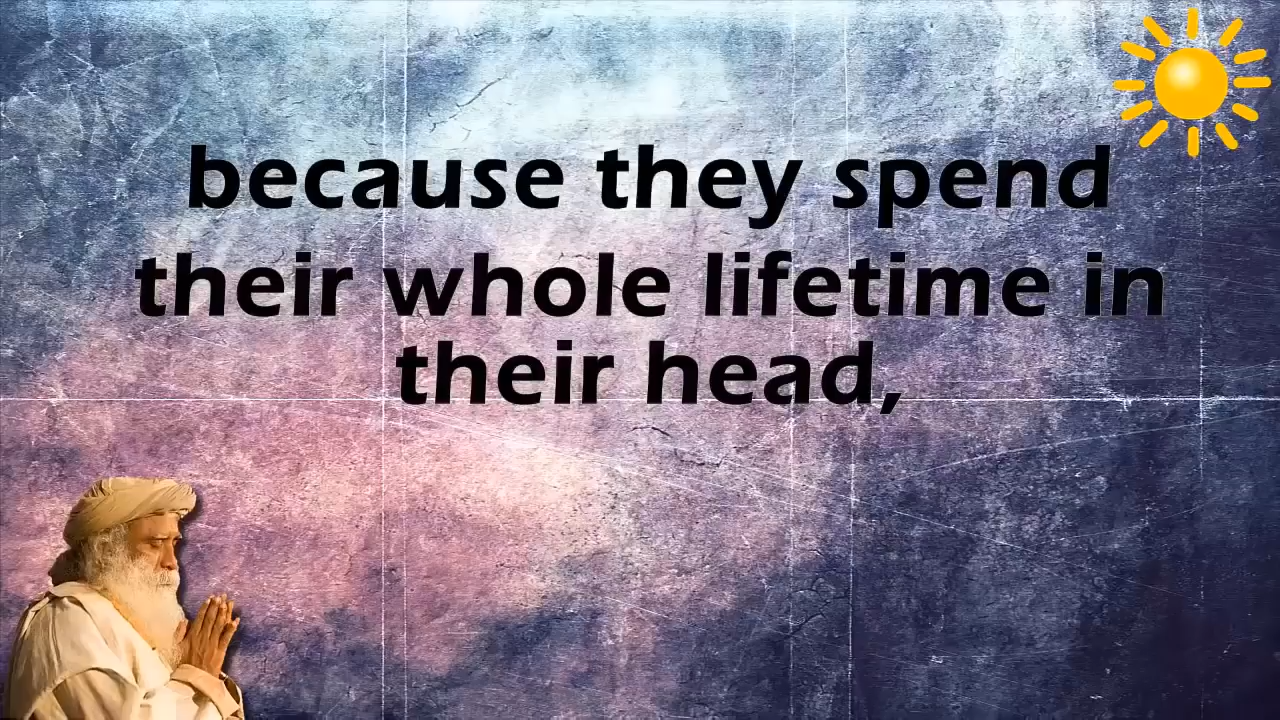 because they spend
their whole lifetime in
their head,